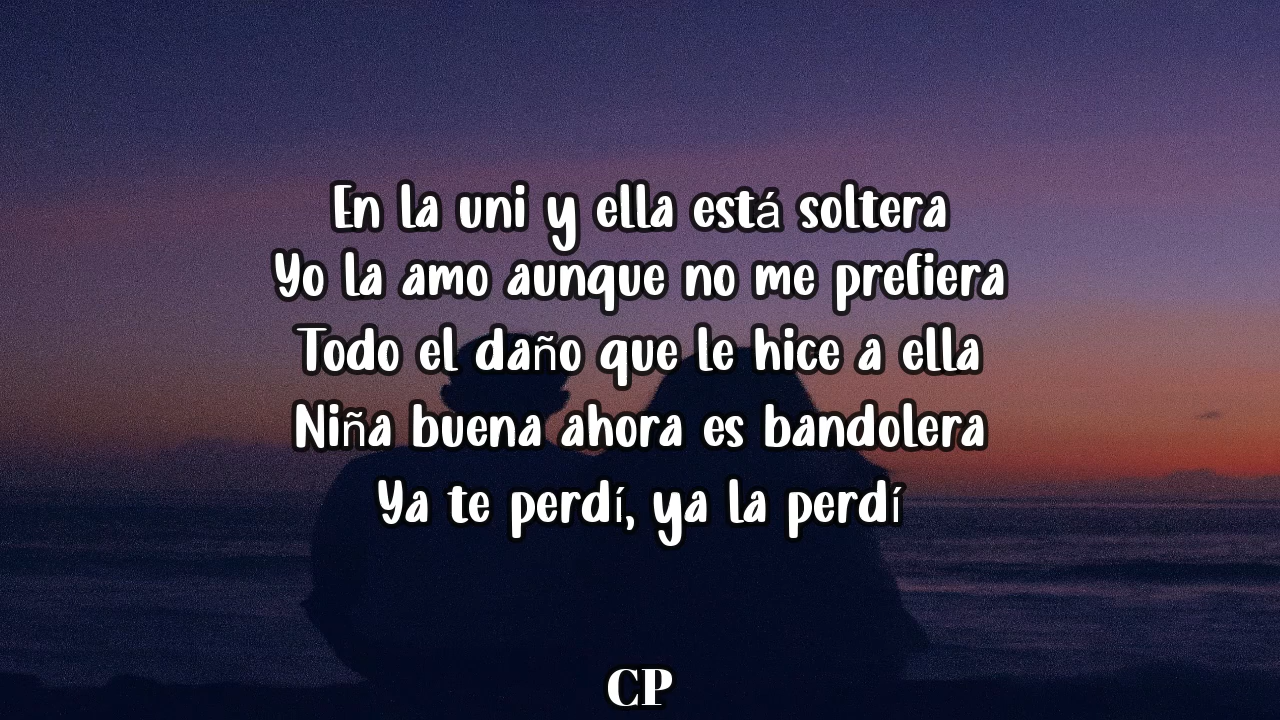 En la uni y ella está soltera
Yo la amo aunque no me prefiera
Todo el daño que le hice a ella
Niña buena ahora es bandolera
Ya te perdí, ya la perdí
CP